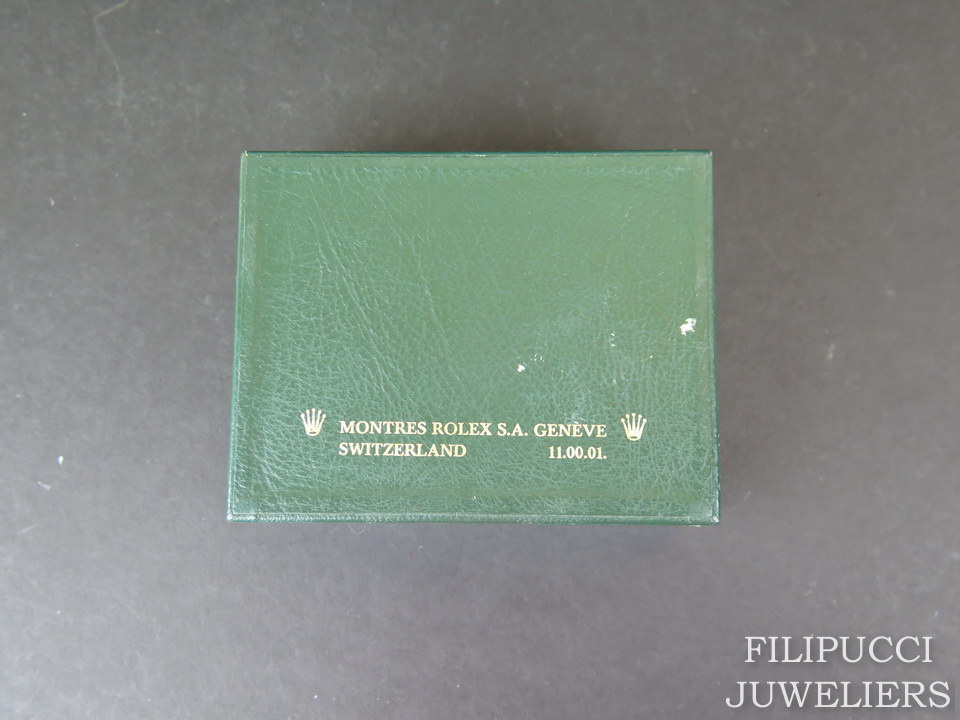 MONTRES ROLEX S.A. GENÈVE
SWITZERLAND 11.00.01.
FILIPUCCI
JUWELIERS